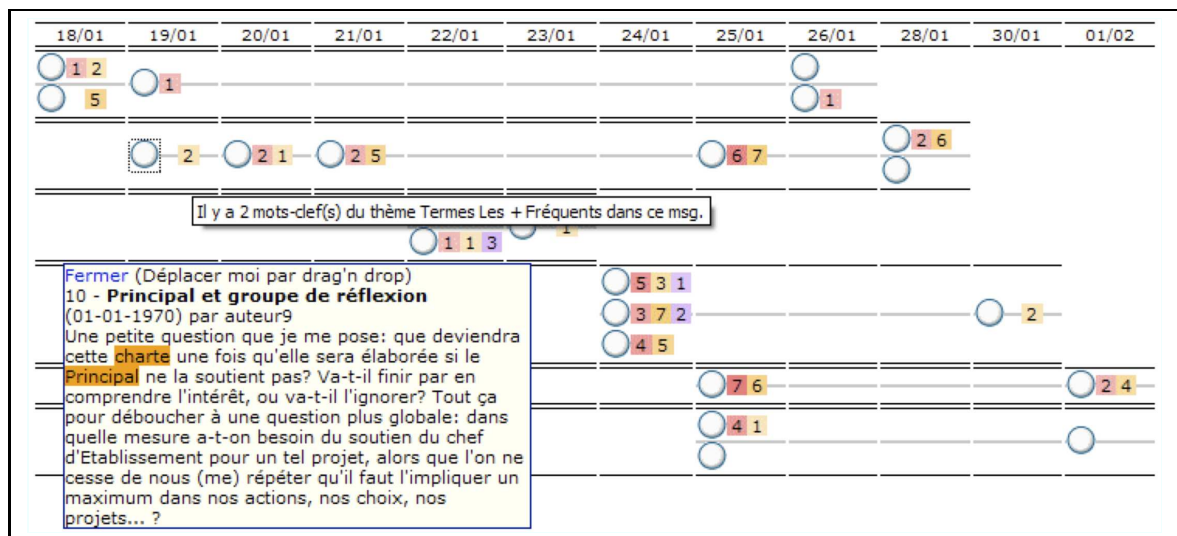 18/01 19/01 20/01 21/01 22/01 23/01 24/01 25/01 26/01 28/01 30/01 01/02
1 2
1
5
1
2 2 1 2 5 6 7 2 6
Il y a 2 mots-clef(s) du thème Termes Les + Fréquents dans ce msg.
1
1 1 3
Fermer (Déplacer moi par drag'n drop)
10 - Principal et groupe de réflexion
(01-01-1970) par auteur9
Une petite question que je me pose: que deviendra
cette charte une fois qu'elle sera élaborée si le
Principal ne la soutient pas? Va-t-il finir par en
comprendre l'intérêt, ou va-t-il l'ignorer? Tout ça
pour déboucher à une question plus globale: dans
quelle mesure a-t-on besoin du soutien du chef
d'Etablissement pour un tel projet, alors que l'on ne
cesse de nous (me) répéter qu'il faut l'impliquer un
maximum dans nos actions, nos choix, nos
projets... ?
5 3 1
3 7 2 2
4 5
7 6 2 4
4 1